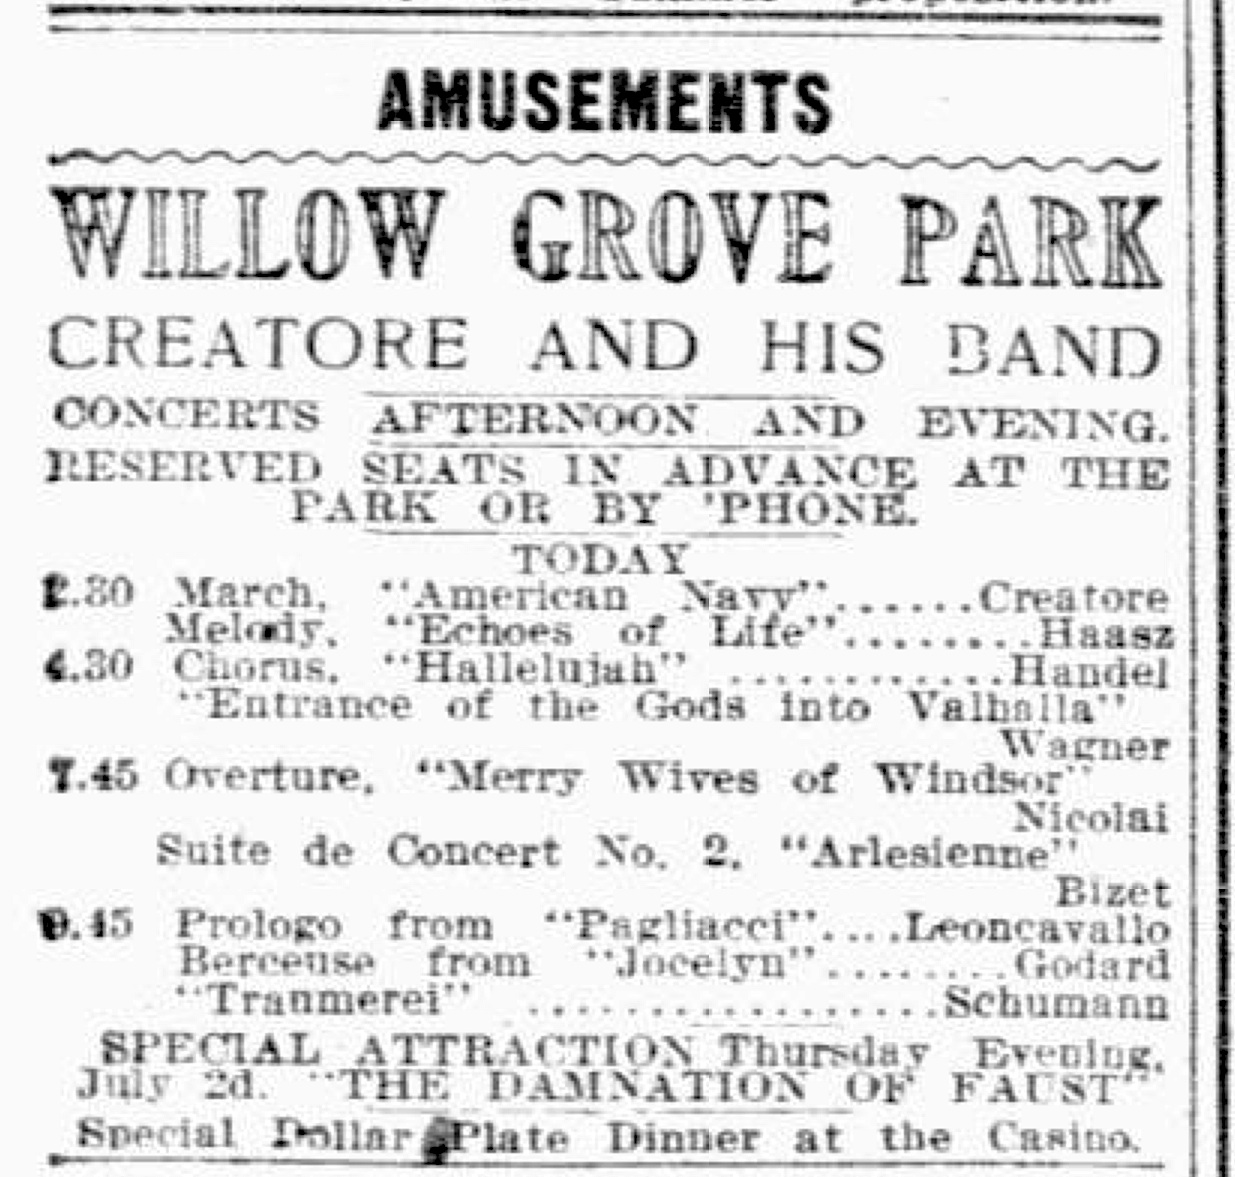 proposition.
AMUSEMENTS
WILLOW GROVE PARK
CREATORE AND HIS BAND
CONCERTS AFTERNOON AND EVENING.
RESERVED SEATS IN ADVANCE AT THE
PARK OR BY 'PHONE.
TODAY
2.30 March, "American Navy"......Creatore
Melody, "Echoes of Life"........Haasz
4.30 Chorus, "Hallelujah" ............Handel
"Entrance of the Gods into Valhalla"
Wagner
7.45 Overture, "Merry Wives of Windsor"
Nicolai
Suite de Concert No. 2, "Arlesienne"
Bizet
9.45 Prologo from "Pagliacci"....Leoncavallo
Berceuse from "Jocelyn".........Godard
"Traumerei" .................Schumann
SPECIAL ATTRACTION Thursday Evening,
July 2d. "THE DAMNATION OF FAUST"
Special Dollar Plate Dinner at the Casino.